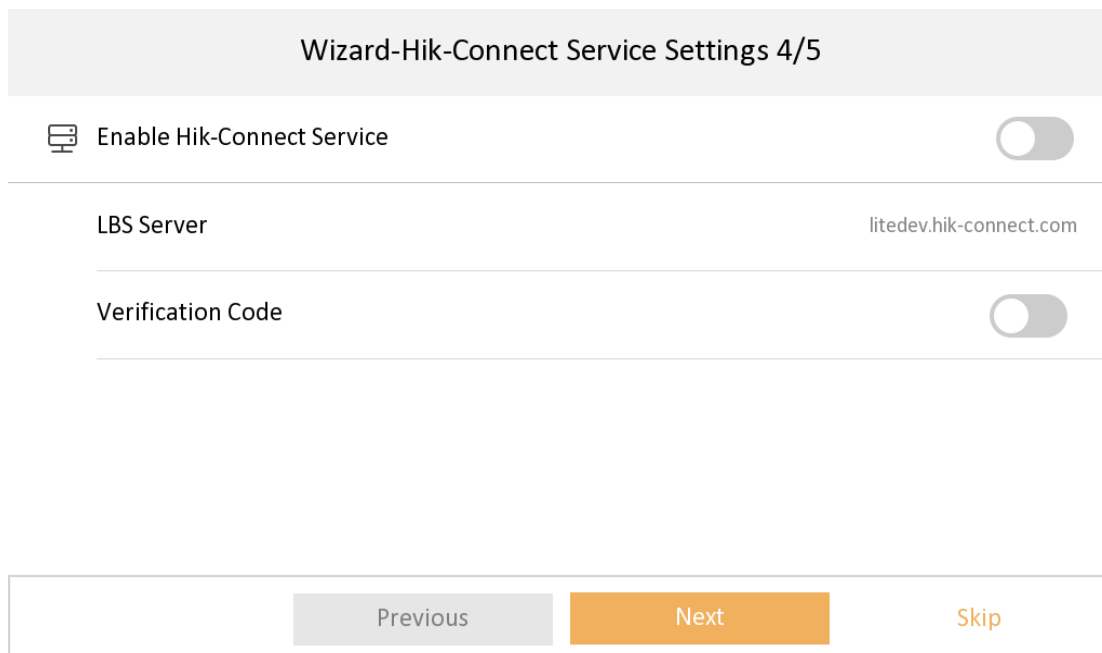 Wizard-Hik-Connect Service Settings 4/5
Enable Hik-Connect Service
LBS Server litedev.hik-connect.com
Verification Code
Previous Next Skip